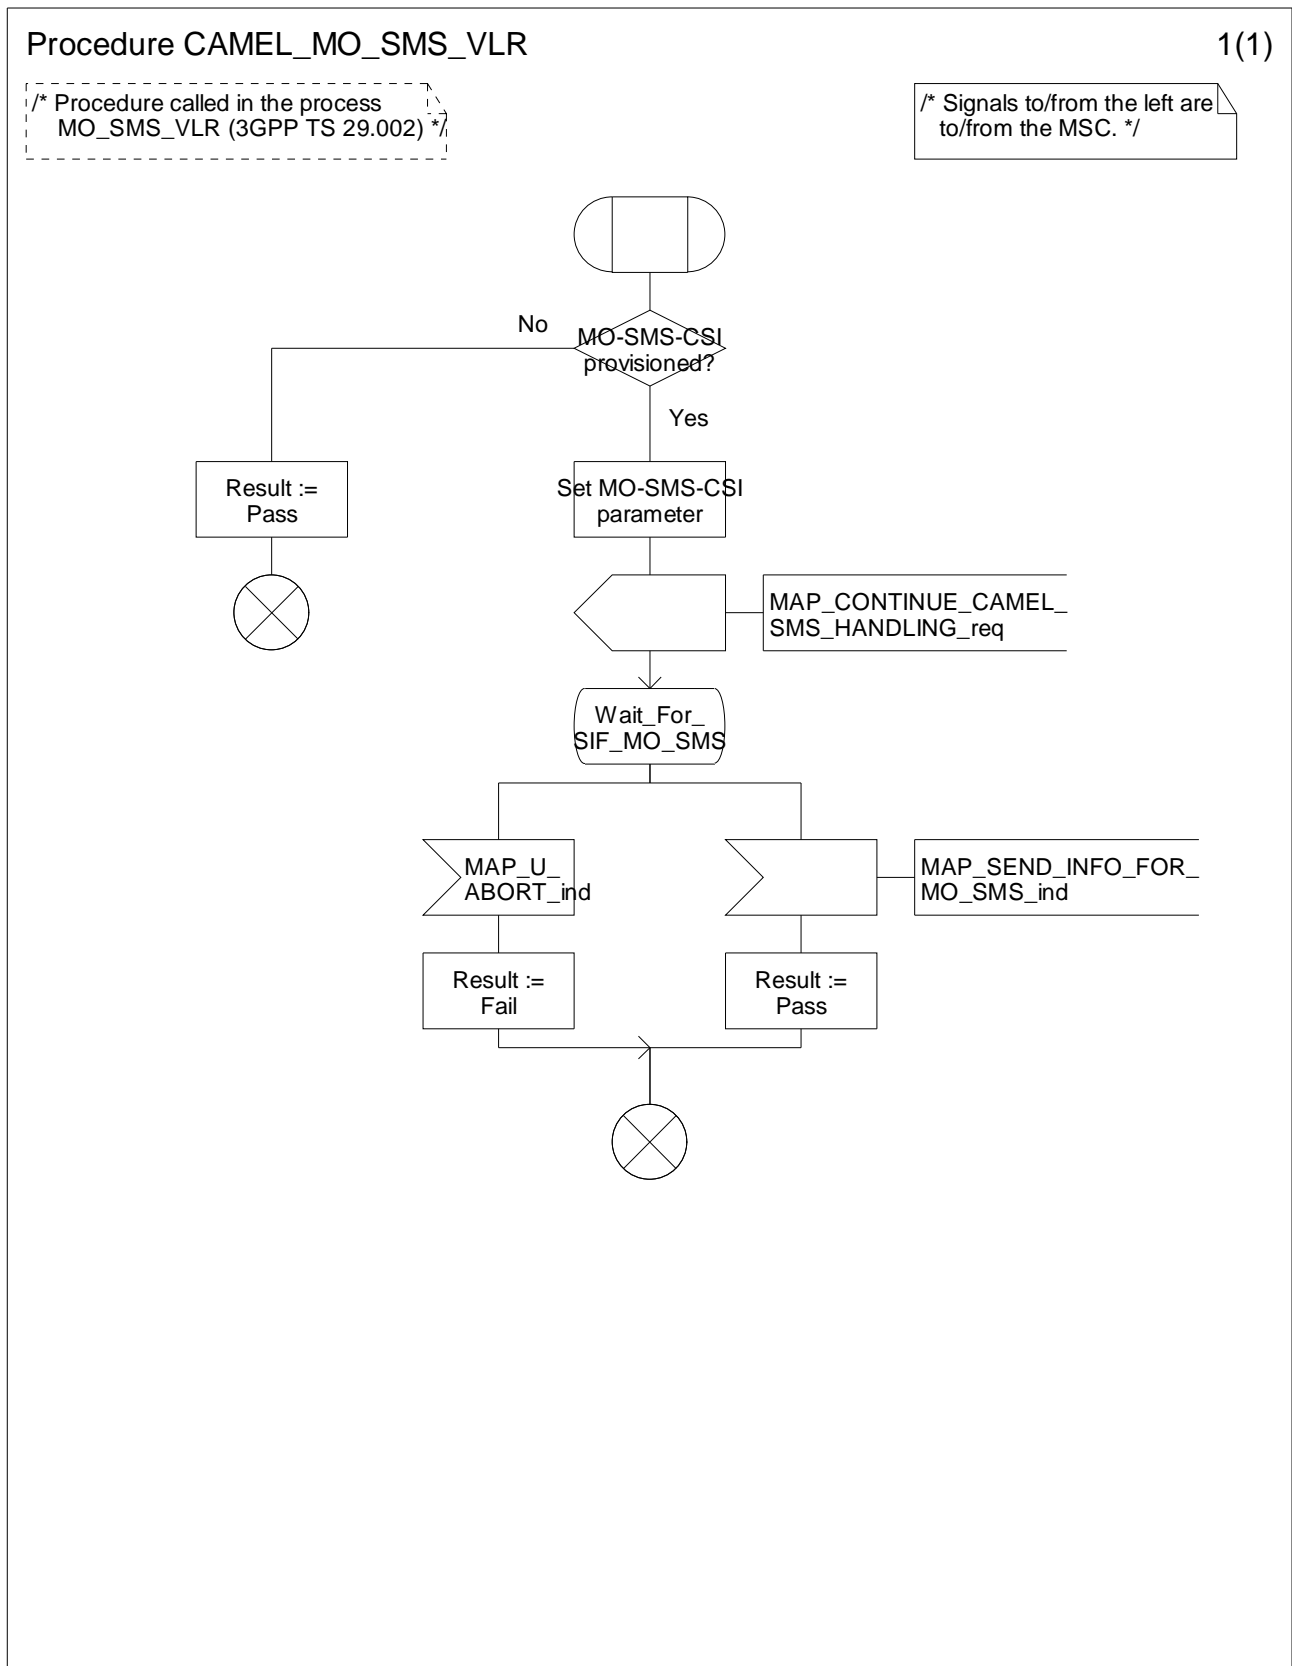 Procedure CAMEL_MO_SMS_VLR
1(1)
/* Procedure called in the process
MO_SMS_VLR (3GPP TS 29.002) */
/* Signals to/from the left are
to/from the MSC. */
No
MO-SMS-CSI
provisioned?
Yes
Result :=
Pass
Set MO-SMS-CSI
parameter
MAP_CONTINUE_CAMEL_
SMS_HANDLING_req
Wait_For_
SIF_MO_SMS
MAP_U_
ABORT_ind
MAP_SEND_INFO_FOR_
MO_SMS_ind
Result :=
Fail
Result :=
Pass